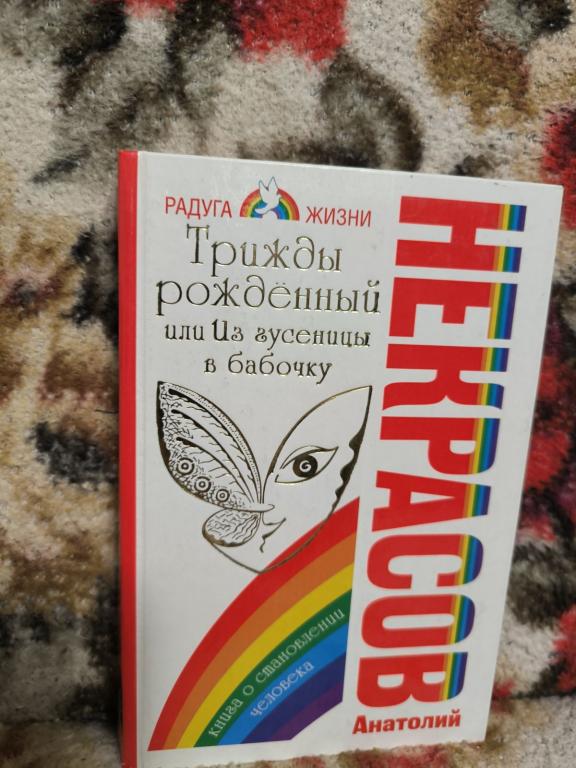 РАДУГА ЖИЗНИ
Трижды
рождённый
или Из гусеницы
в бабочку
НЕКРАСОВ
Анатолий
книга о становлении
человека